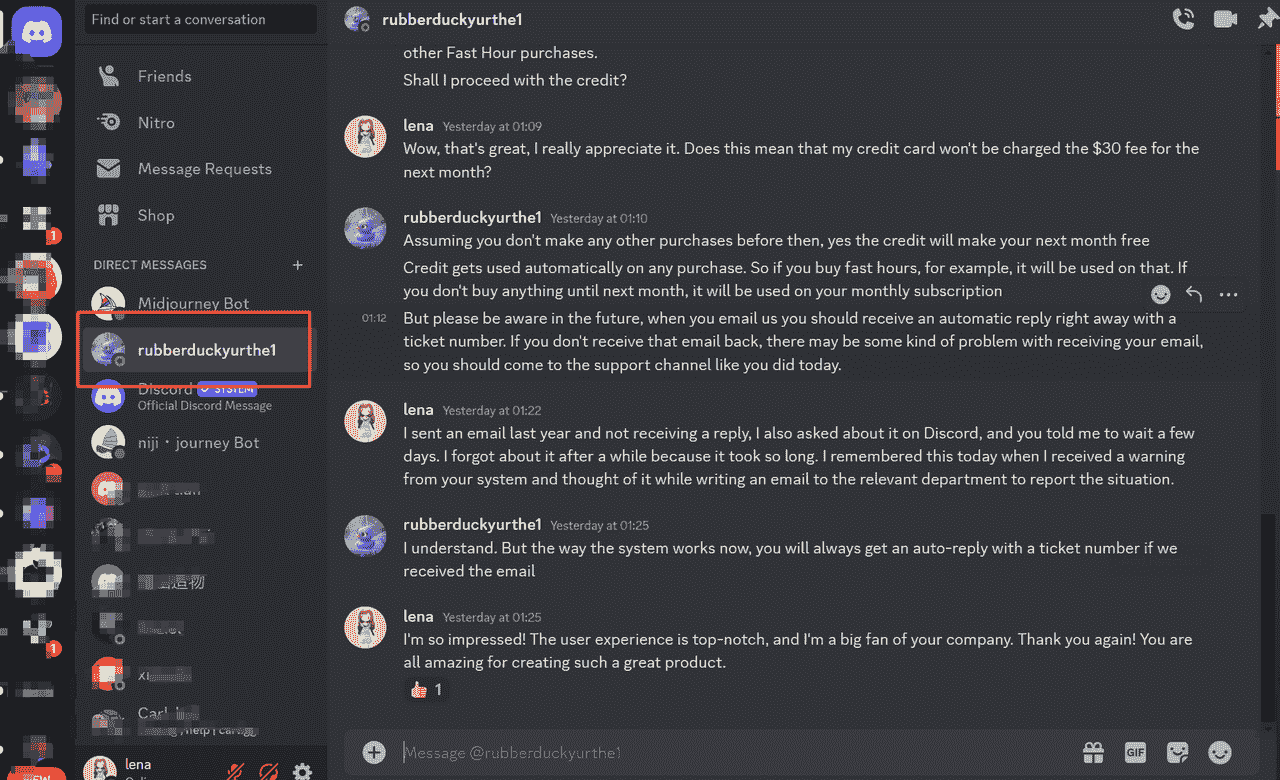 Find or start a conversation
Friends
Nitro
Message Requests
Shop
DIRECT MESSAGES
Midjourney Bot
rubberduckyurthe1
Discord ✓ SYSTEM
Official Discord Message
niji・journey Bot
造物
Carl
help
lena
1
1
rubberduckyurthe1
other Fast Hour purchases.
Shall I proceed with the credit?
lena Yesterday at 01:09
Wow, that's great, I really appreciate it. Does this mean that my credit card won't be charged the $30 fee for the
next month?
rubberduckyurthe1 Yesterday at 01:10
Assuming you don't make any other purchases before then, yes the credit will make your next month free
Credit gets used automatically on any purchase. So if you buy fast hours, for example, it will be used on that. If
you don't buy anything until next month, it will be used on your monthly subscription
01:12 But please be aware in the future, when you email us you should receive an automatic reply right away with a
ticket number. If you don't receive that email back, there may be some kind of problem with receiving your email,
so you should come to the support channel like you did today.
lena Yesterday at 01:22
I sent an email last year and not receiving a reply, I also asked about it on Discord, and you told me to wait a few
days. I forgot about it after a while because it took so long. I remembered this today when I received a warning
from your system and thought of it while writing an email to the relevant department to report the situation.
rubberduckyurthe1 Yesterday at 01:25
I understand. But the way the system works now, you will always get an auto-reply with a ticket number if we
received the email
lena Yesterday at 01:25
I'm so impressed! The user experience is top-notch, and I'm a big fan of your company. Thank you again! You are
all amazing for creating such a great product.
👍 1
Message @rubberduckyurthe1
GIF